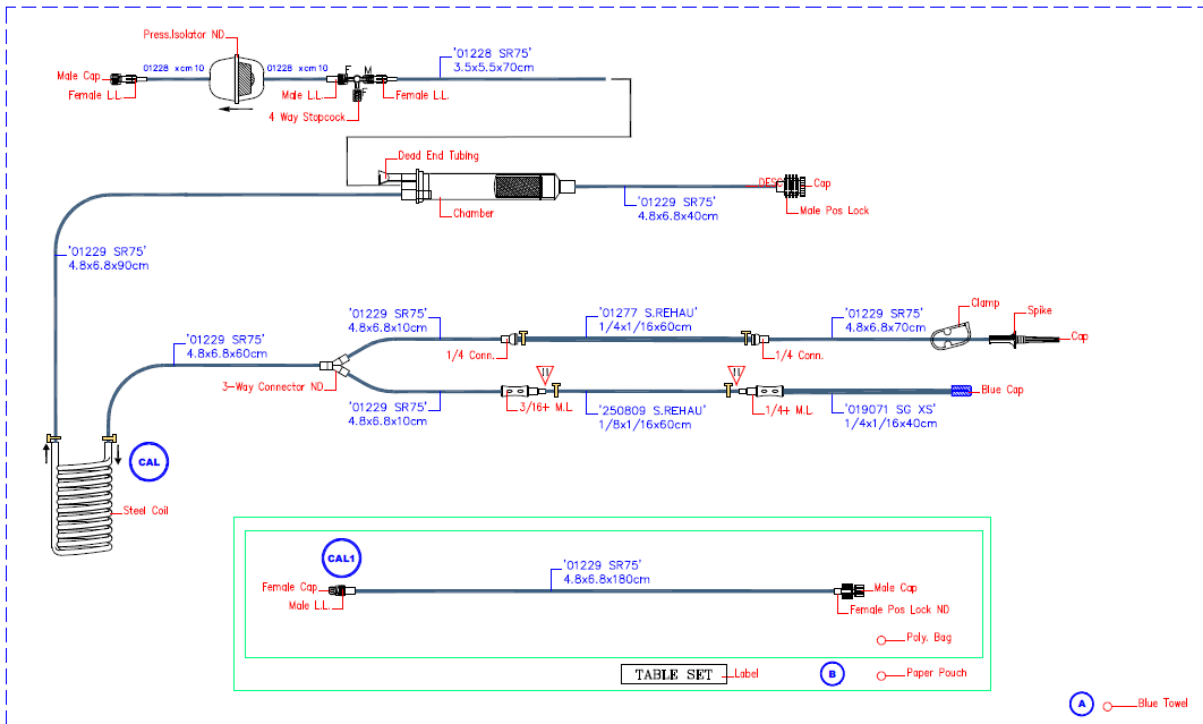 Press.Isolator ND
'01228 SR75'
3.5x5.5x70cm
01228 xcm10
01228 xcm10
F
M
Male Cap
Female L.L.
Male L.L.
F
Female L.L.
4 Way Stopcock
Dead End Tubing
DESC
Cap
'01229 SR75'
4.8x6.8x40cm
Chamber
Male Pos Lock
'01229 SR75'
4.8x6.8x90cm
Clamp
Spike
'01229 SR75'
4.8x6.8x10cm
'01277 S.REHAU'
1/4x1/16x60cm
'01229 SR75'
4.8x6.8x70cm
Cap
'01229 SR75'
4.8x6.8x60cm
1/4 Conn.
1/4 Conn.
3-Way Connector ND
!!
!!
Blue Cap
'01229 SR75'
4.8x6.8x10cm
3/16+ M.L
'250809 S.REHAU'
1/8x1/16x60cm
1/4+ M.L
'019071 SG XS'
1/4x1/16x40cm
CAL
Steel Coil
CAL1
'01229 SR75'
4.8x6.8x180cm
Female Cap
Male Cap
Male L.L.
Female Pos Lock ND
Poly. Bag
TABLE SET
Label
B
Paper Pouch
A
Blue Towel